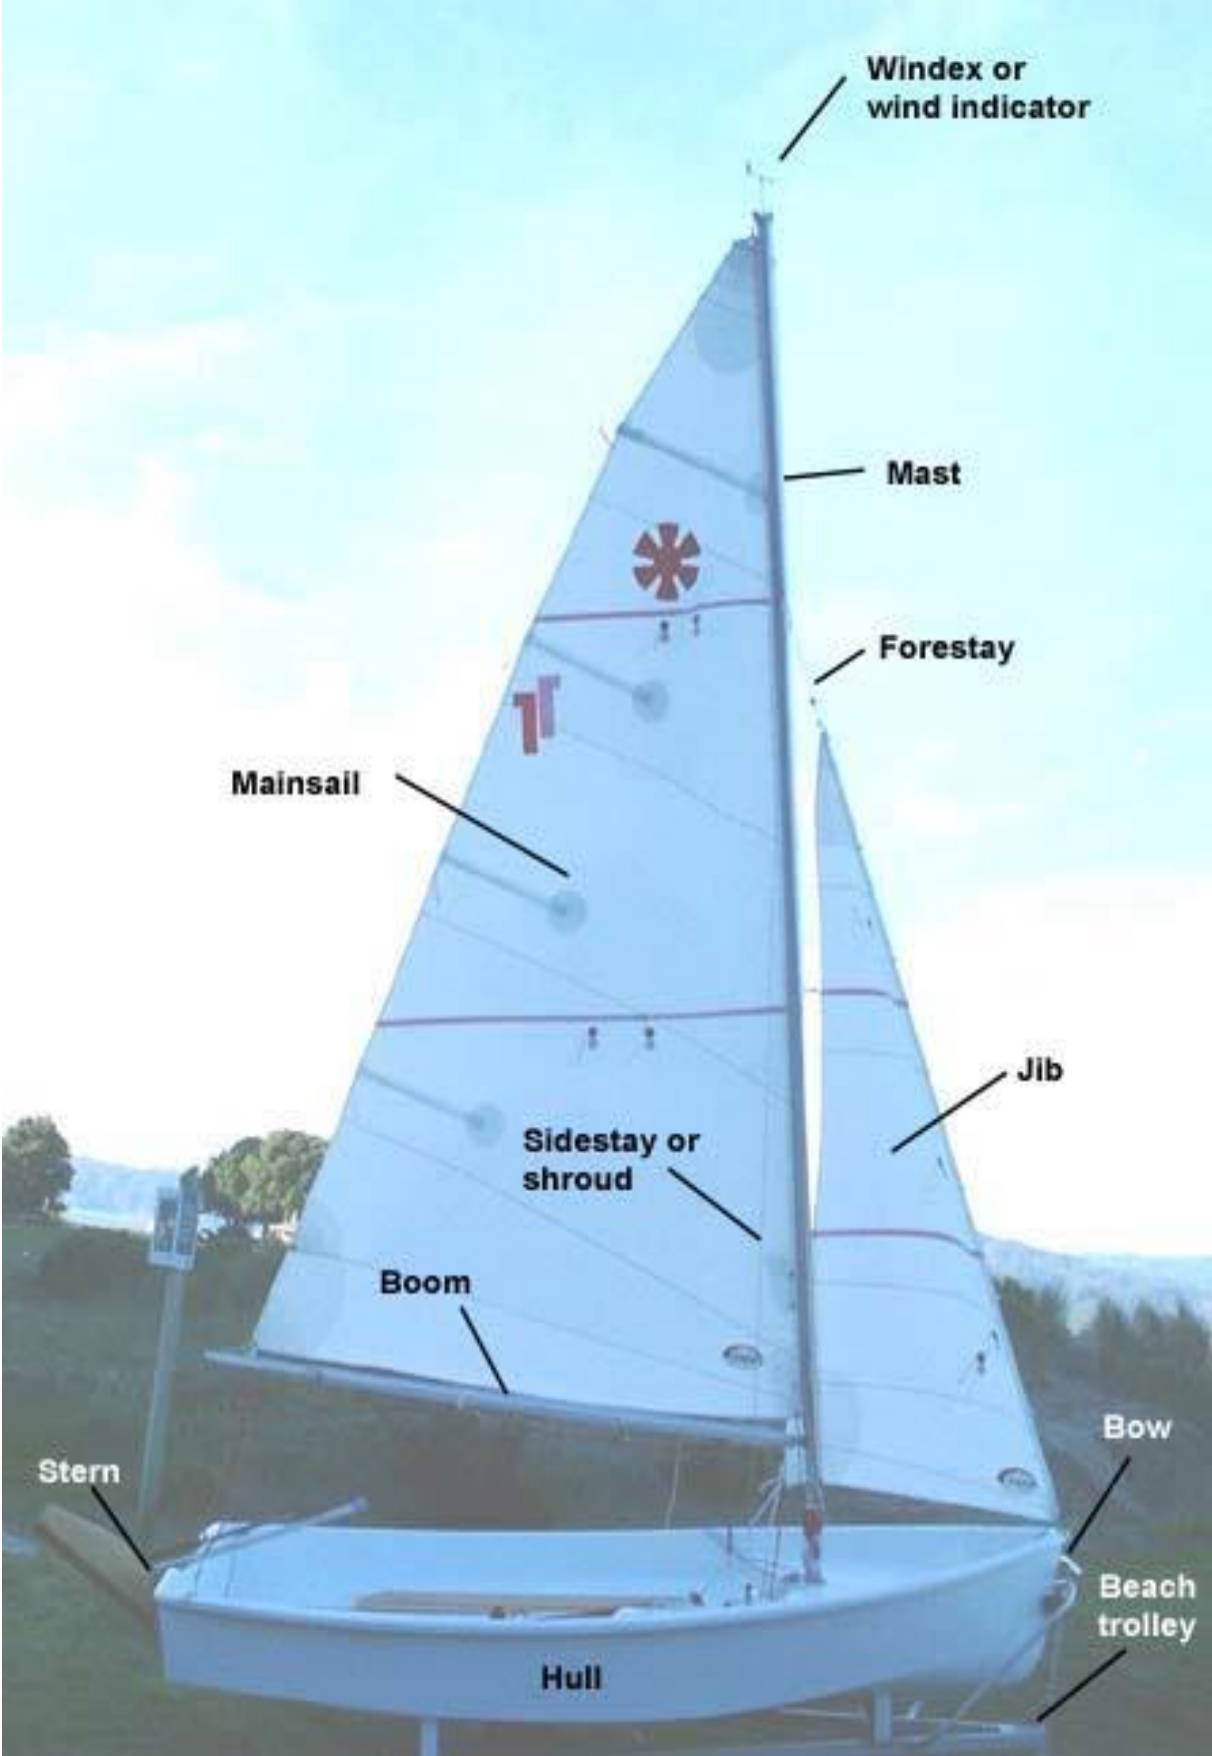 Windex or
wind indicator
Mast
Forestay
Mainsail
Jib
Sidestay or
shroud
Boom
Bow
Stern
Beach
trolley
Hull